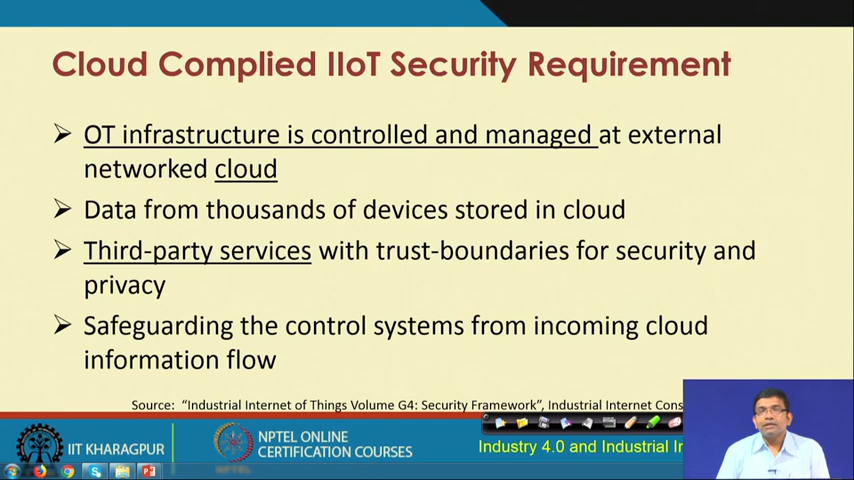 Cloud Complied IIoT Security Requirement
➢ OT infrastructure is controlled and managed at external
networked cloud
➢ Data from thousands of devices stored in cloud
➢ Third-party services with trust-boundaries for security and
privacy
➢ Safeguarding the control systems from incoming cloud
information flow
Source: "Industrial Internet of Things Volume G4: Security Framework", Industrial Internet Cons
IIT KHARAGPUR
NPTEL ONLINE
CERTIFICATION COURSES
NPTEL
Industry 4.0 and Industrial In